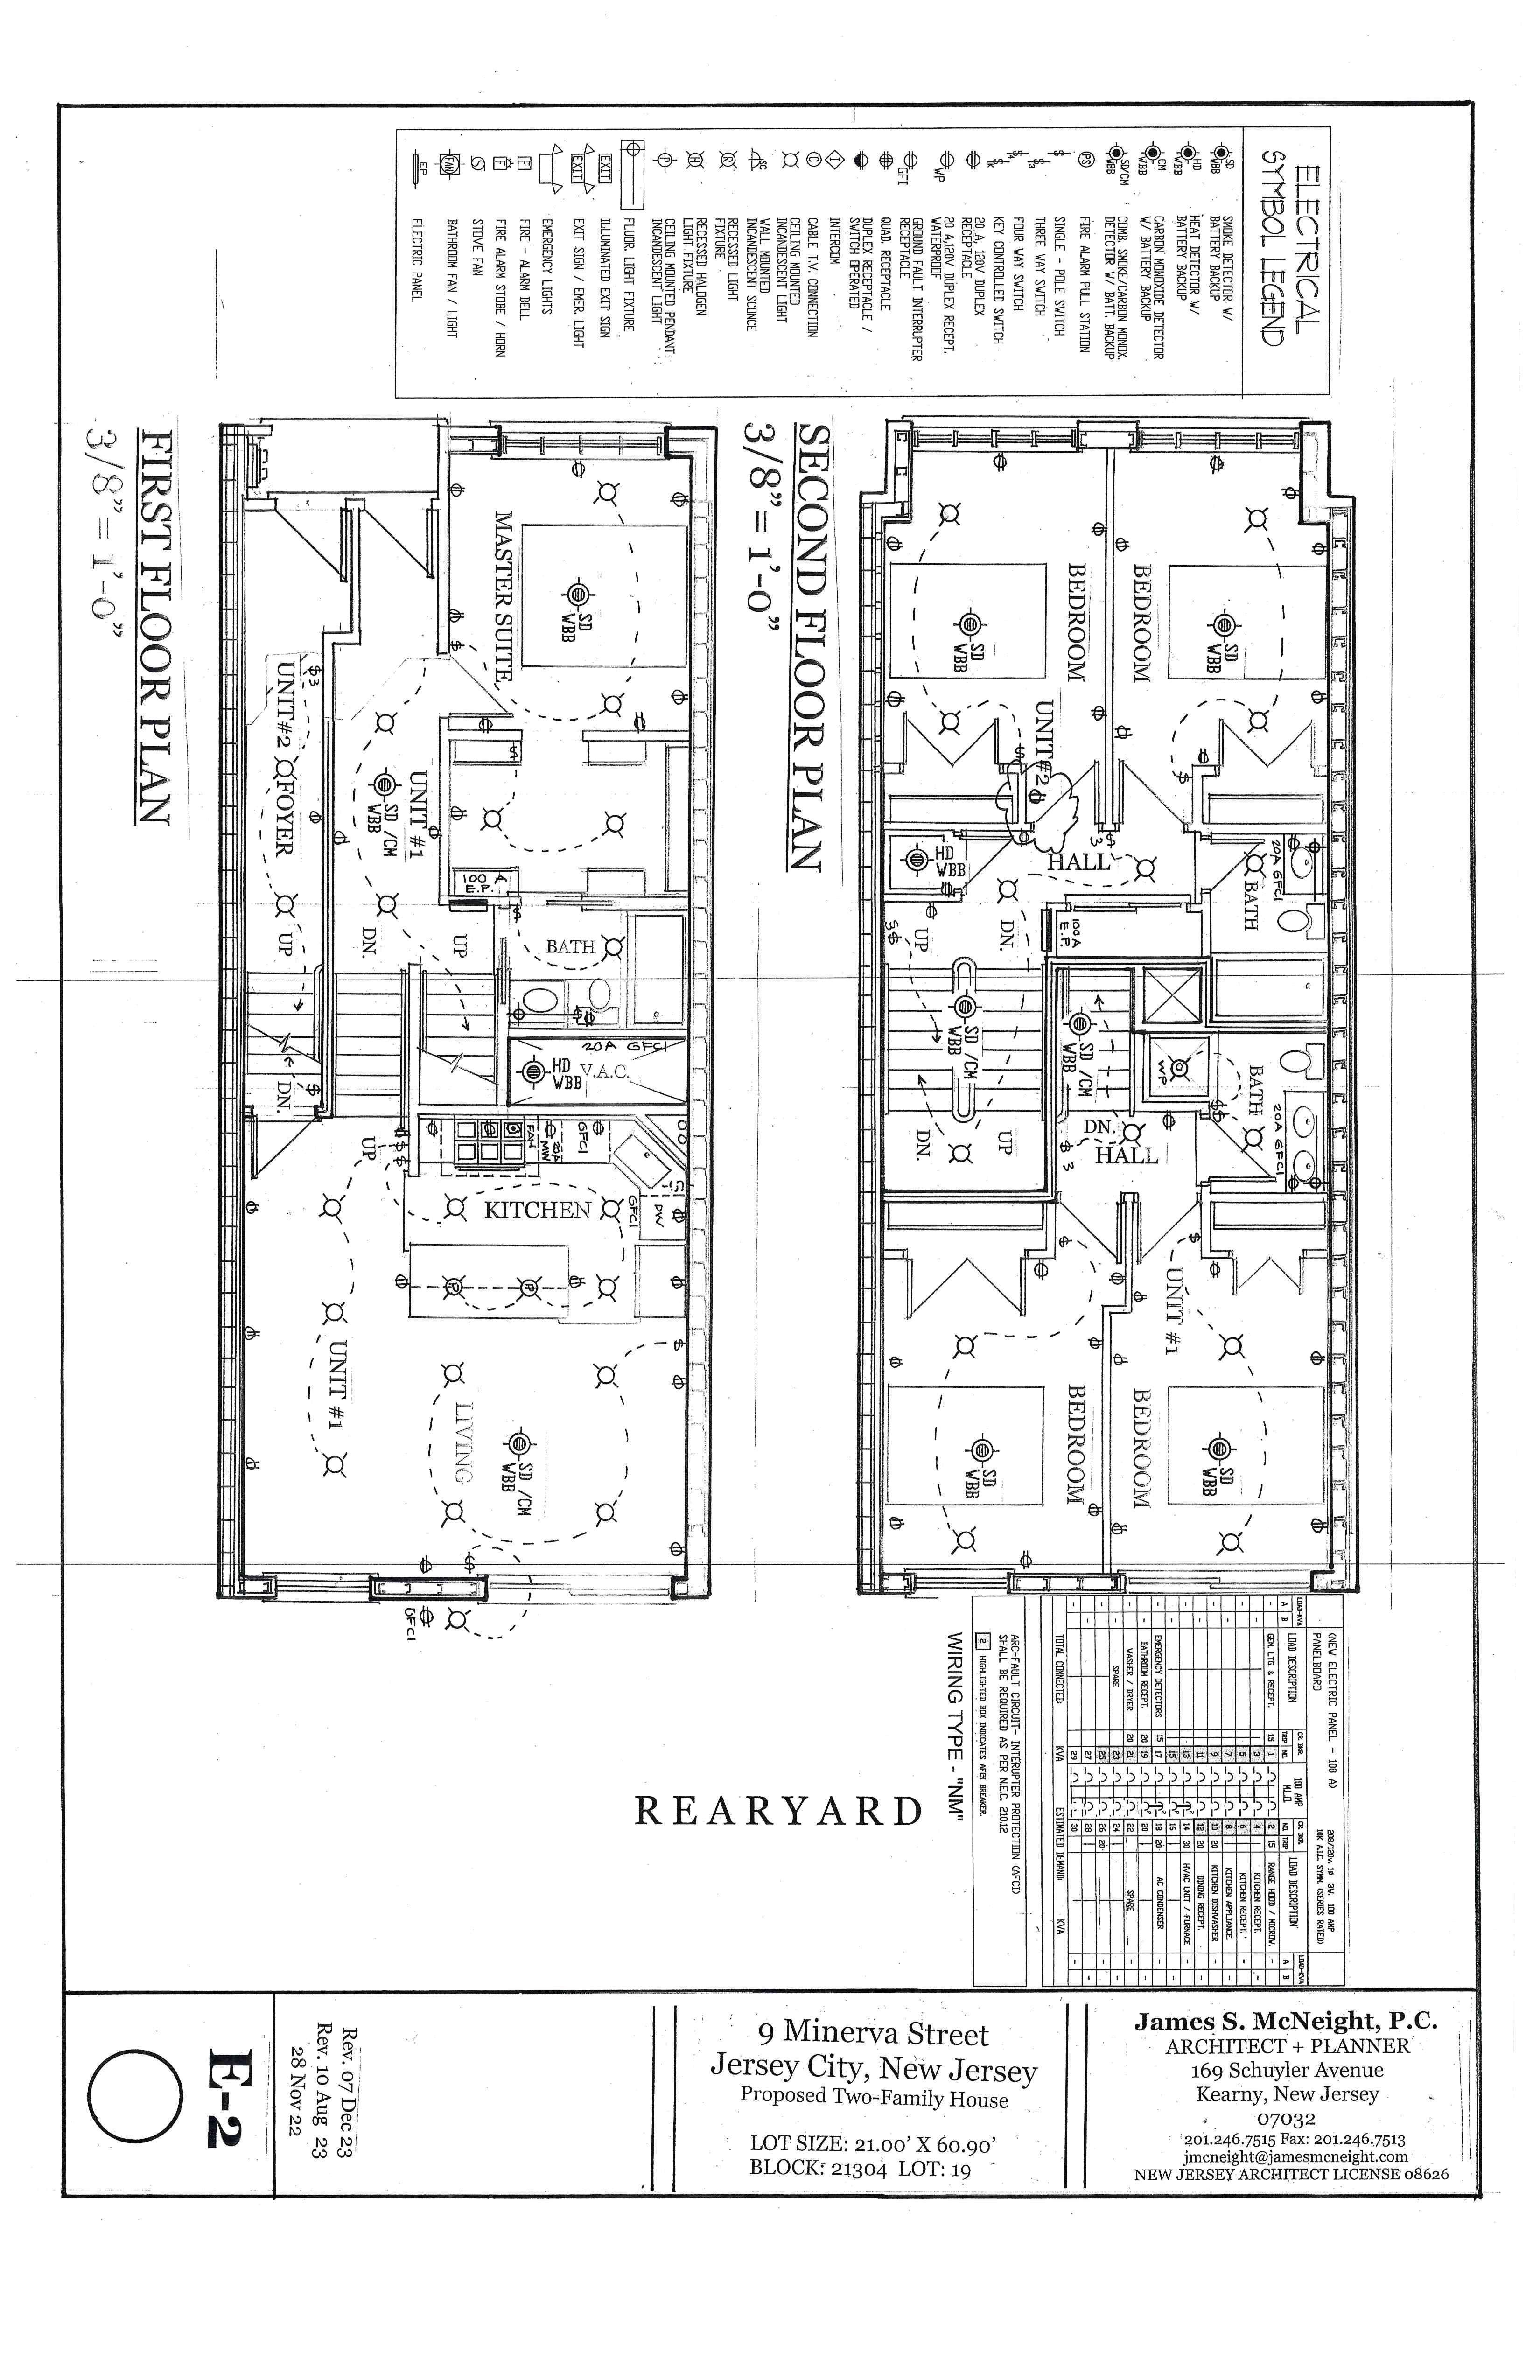 ELECTRICAL
SYMBOL LEGEND
SD
WBB
SMOKE DETECTOR W/
BATTERY BACKUP
HD
WBB
HEAT DETECTOR W/
BATTERY BACKUP
CM
WBB
CARBON MONOXIDE DETECTOR
W/ BATTERY BACKUP
SD/CM
WBB
COMB. SMOKE/CARBON MONOX.
DETECTOR W/ BATT. BACKUP
PS
FIRE ALARM PULL STATION
SINGLE - POLE SWITCH
THREE WAY SWITCH
FOUR WAY SWITCH
KEY CONTROLLED SWITCH
20 A, 120V DUPLEX
RECEPTACLE
WP
20 A,120V DUPLEX RECEPT.
WATERPROOF
GFI
GROUND FAULT INTERRUPTER
RECEPTACLE
QUAD. RECEPTACLE
DUPLEX RECEPTACLE /
SWITCH OPERATED
INTERCOM
CABLE T.V. CONNECTION
CEILING MOUNTED
INCANDESCENT LIGHT
WALL MOUNTED
INCANDESCENT SCONCE
RECESSED LIGHT
FIXTURE
RECESSED HALOGEN
LIGHT FIXTURE
CEILING MOUNTED PENDANT
INCANDESCENT LIGHT
FLUOR. LIGHT FIXTURE
EXIT
ILLUMINATED EXIT SIGN
EXIT
EXIT SIGN / EMER. LIGHT
EMERGENCY LIGHTS
F
FIRE - ALARM BELL
F
FIRE ALARM STOBE / HORN
STOVE FAN
FAN
BATHROOM FAN / LIGHT
EP
ELECTRIC PANEL
SECOND FLOOR PLAN
3/8" = 1'-0"
BEDROOM
SD
WBB
BEDROOM
SD
WBB
UNIT #2
HALL
HD
WBB
BATH
20A GFCI
100A
E.P.
DN.
UP
SD/CM
WBB
SD/CM
WBB
WP
BATH
20A GFCI
UP
DN.
DN.
HALL
UNIT #1
BEDROOM
SD
WBB
BEDROOM
SD
WBB
FIRST FLOOR PLAN
3/8" = 1'-0"
MASTER SUITE
SD
WBB
UNIT #1
SD/CM
WBB
UNIT #2 FOYER
$3
100 A
E.P.
UP
DN.
UP
BATH
20A GFCI
HD
WBB
V.A.C.
DN.
UP
FAN
20A
MW
GFCI
GFCI
DW
KITCHEN
P
P
UNIT #1
LIVING
SD/CM
WBB
GFCI
REARYARD
(NEW ELECTRIC PANEL - 100 A)
PANELBOARD
208/120v. 1ø 3W. 100 AMP
10K A.I.C. SYMM. (SERIES RATED)
LOAD-KVA
A B
LOAD DESCRIPTION
CR. BKR.
TRIP NO.
100 AMP
M.L.O.
CR. BKR.
NO. TRIP
LOAD DESCRIPTION
LOAD-KVA
A B
GEN. LTG. & RECEPT. 15 1 2 15 RANGE HOOD / MICROW.
3 4 KITCHEN RECEPT.
5 6 KITCHEN RECEPT.
7 8 KITCHEN APPLIANCE
9 10 20 KITCHEN DISHWASHER
11 12 20 DINING RECEPT.
13 14 30 HVAC UNIT / FURNACE
15 16
EMERGENCY DETECTORS 15 17 18 20 AC CONDENSER
BATHROOM RECEPT. 20 19 20
WASHER / DRYER 20 21 22 SPARE
SPARE 23 24
25 26 20
27 28
29 30
TOTAL CONNECTED: KVA ESTIMATED DEMAND: KVA
ARC-FAULT CIRCUIT- INTERUPTER PROTECTION (AFCI)
SHALL BE REQUIRED AS PER N.E.C. 210.12
2 HIGHLIGHTED BOX INDICATES AFCI BREAKER.
WIRING TYPE - "NM"
James S. McNeight, P.C.
ARCHITECT + PLANNER
169 Schuyler Avenue
Kearny, New Jersey
07032
201.246.7515 Fax: 201.246.7513
jmcneight@jamesmcneight.com
NEW JERSEY ARCHITECT LICENSE 08626
9 Minerva Street
Jersey City, New Jersey
Proposed Two-Family House
LOT SIZE: 21.00' X 60.90'
BLOCK: 21304 LOT: 19
Rev. 07 Dec 23
Rev. 10 Aug 23
28 Nov 22
E-2